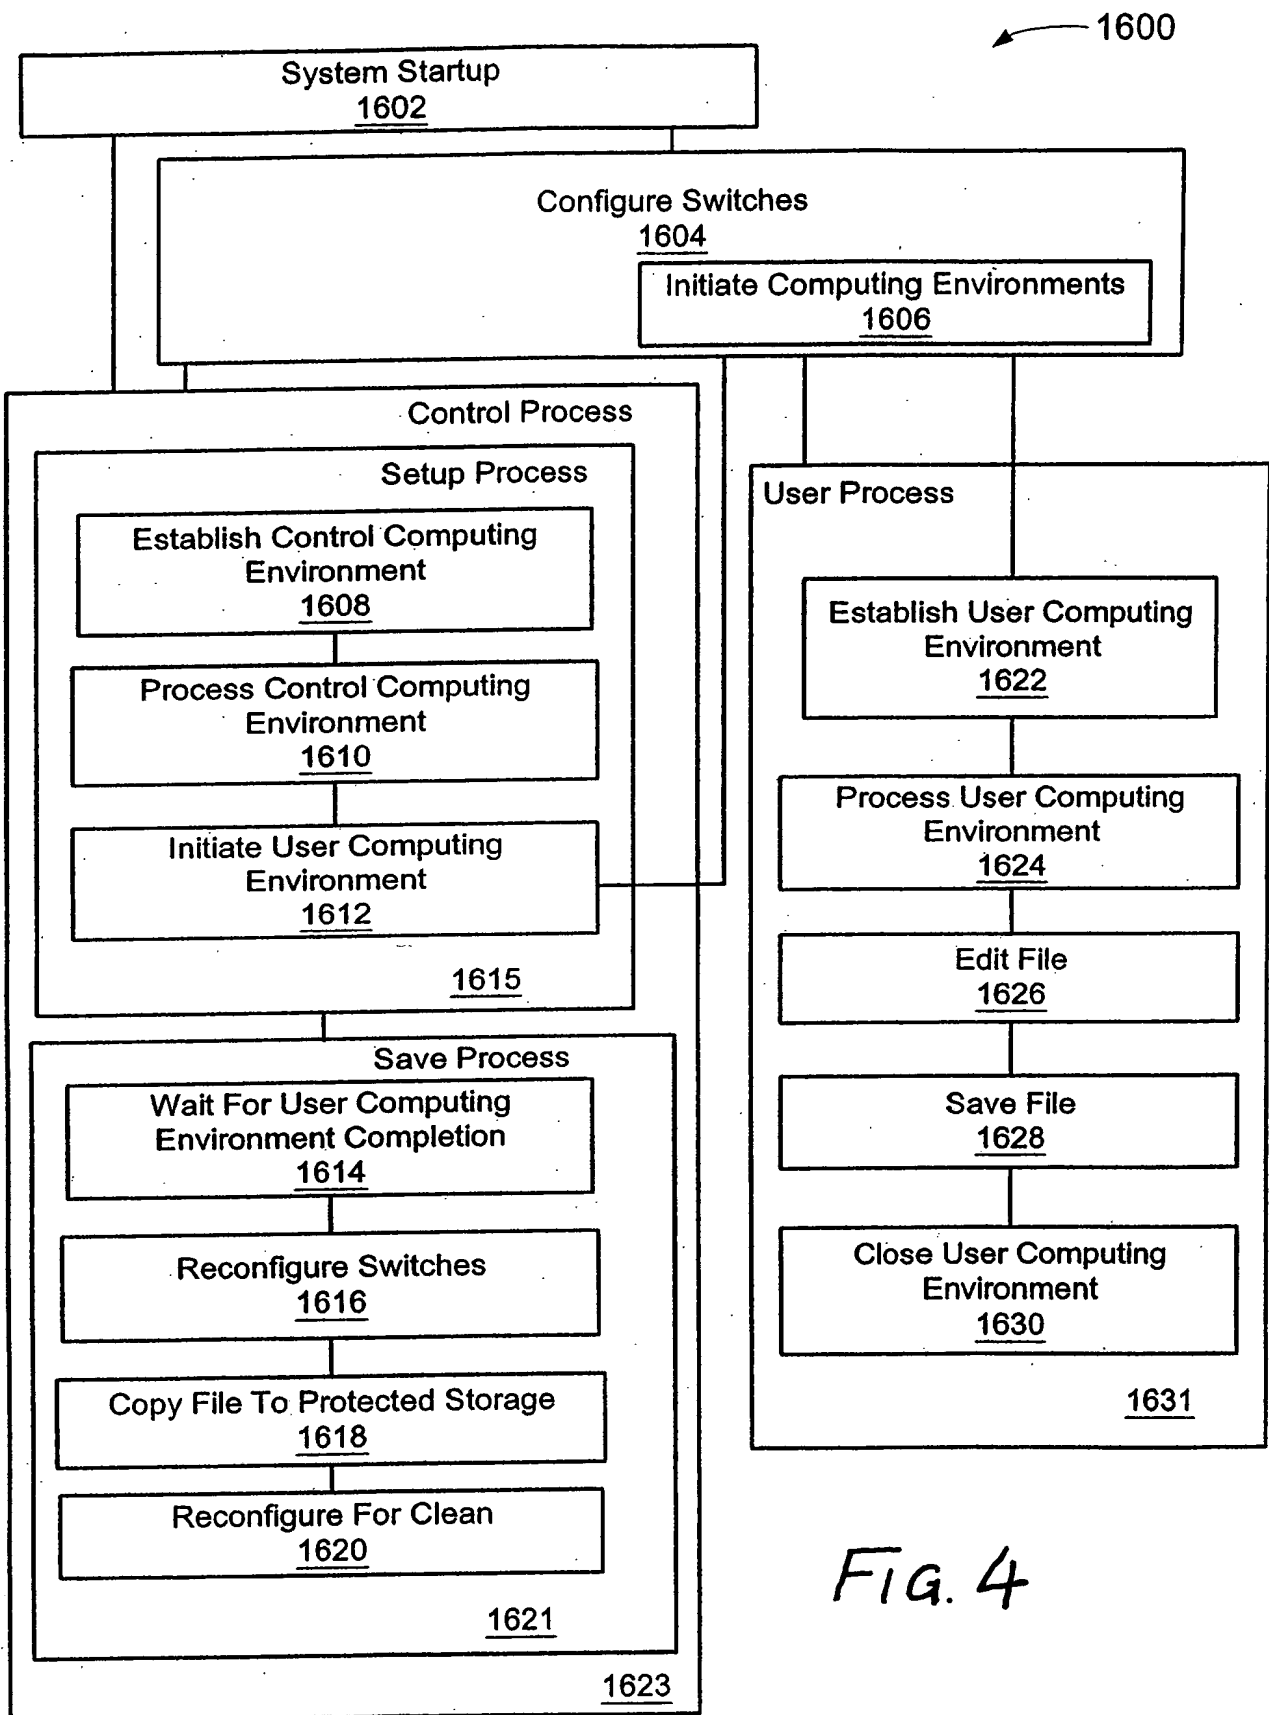 1600
System Startup
1602
Configure Switches
1604
Initiate Computing Environments
1606
Control Process
Setup Process
Establish Control Computing
Environment
1608
Process Control Computing
Environment
1610
Initiate User Computing
Environment
1612
1615
Save Process
Wait For User Computing
Environment Completion
1614
Reconfigure Switches
1616
Copy File To Protected Storage
1618
Reconfigure For Clean
1620
1621
1623
User Process
Establish User Computing
Environment
1622
Process User Computing
Environment
1624
Edit File
1626
Save File
1628
Close User Computing
Environment
1630
1631
FIG. 4